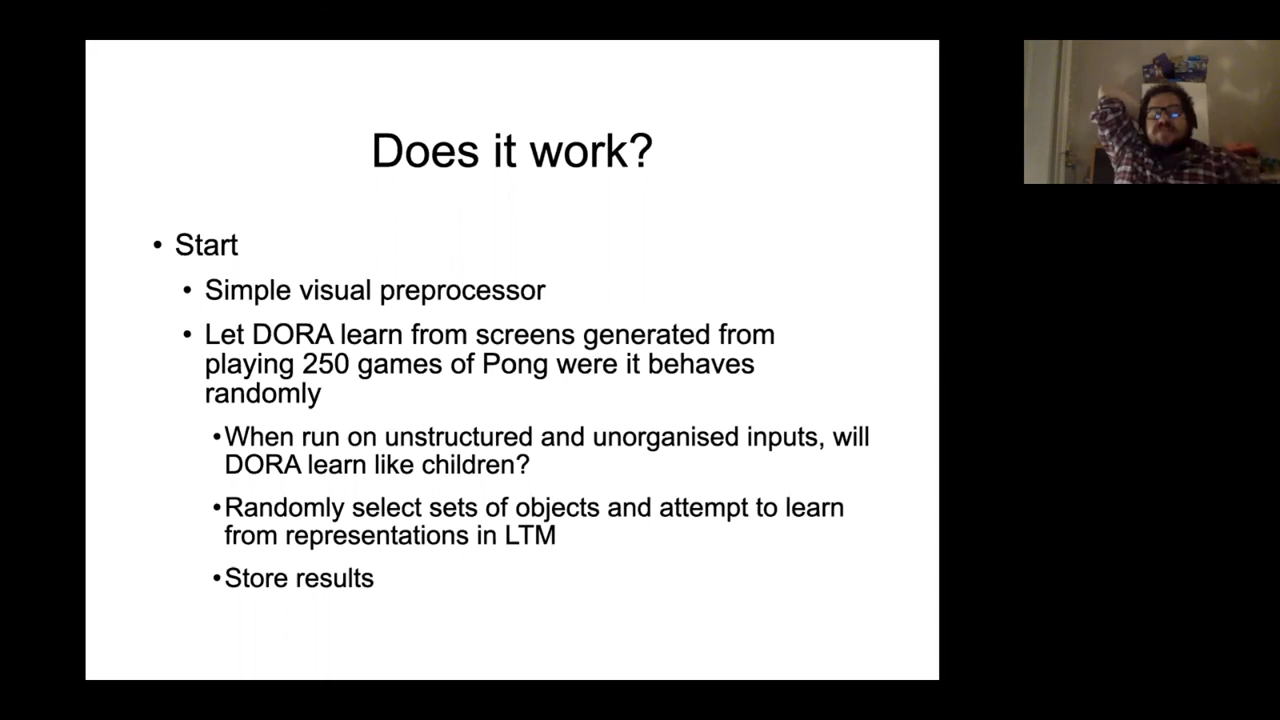 Does it work?
• Start
• Simple visual preprocessor
• Let DORA learn from screens generated from
playing 250 games of Pong were it behaves
randomly
•When run on unstructured and unorganised inputs, will
DORA learn like children?
•Randomly select sets of objects and attempt to learn
from representations in LTM
•Store results